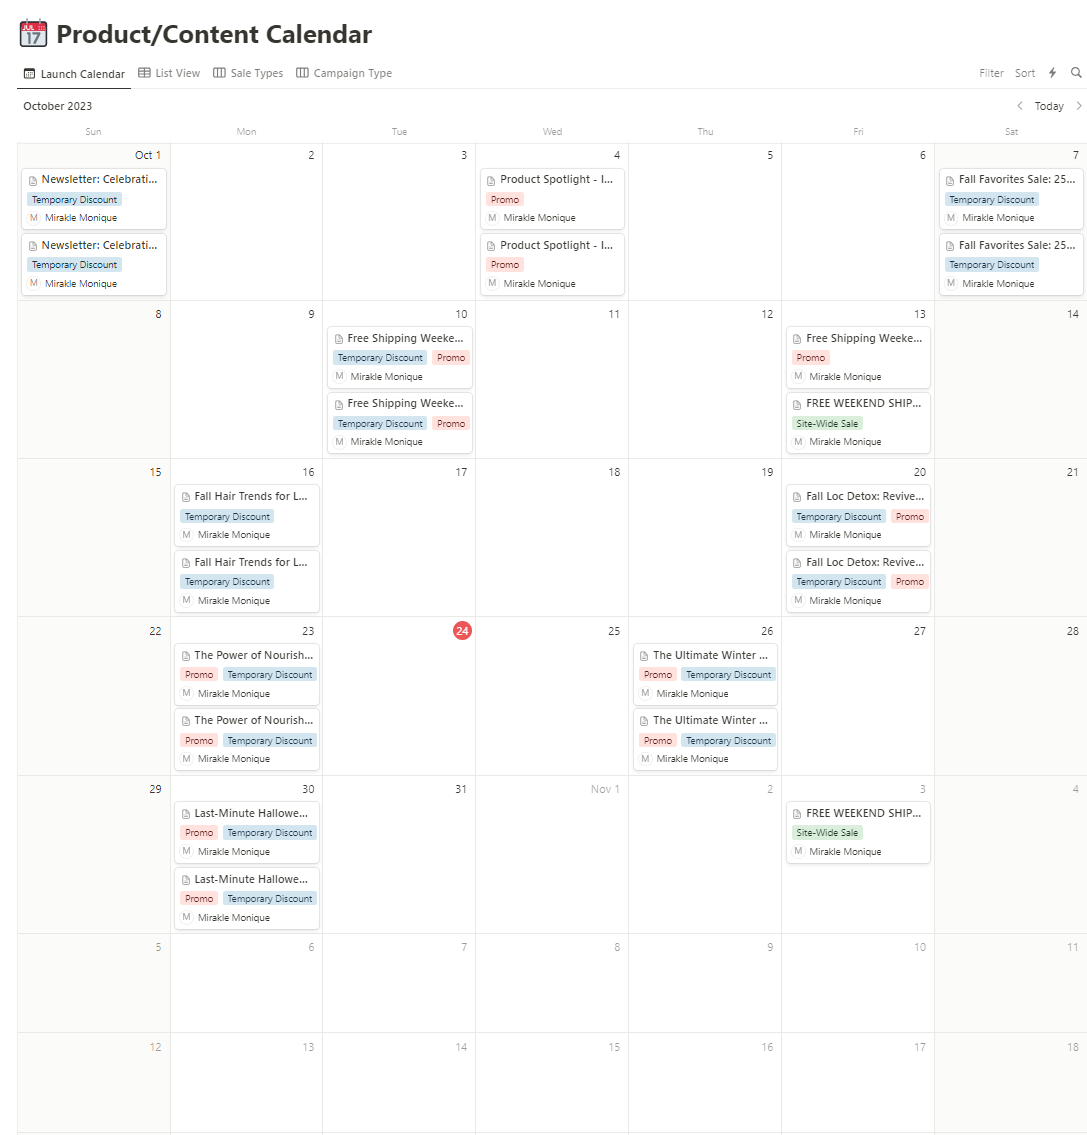 JUL
17
Product/Content Calendar
Launch Calendar List View Sale Types Campaign Type Filter Sort
October 2023 Today
Sun Mon Tue Wed Thu Fri Sat
Oct 1 2 3 4 5 6 7
Newsletter: Celebrati... Product Spotlight - I... Fall Favorites Sale: 25...
Temporary Discount Promo Temporary Discount
M Mirakle Monique M Mirakle Monique M Mirakle Monique
Newsletter: Celebrati... Product Spotlight - I... Fall Favorites Sale: 25...
Temporary Discount Promo Temporary Discount
M Mirakle Monique M Mirakle Monique M Mirakle Monique
8 9 10 11 12 13 14
Free Shipping Weeke... Free Shipping Weeke...
Temporary Discount Promo Promo
M Mirakle Monique M Mirakle Monique
Free Shipping Weeke... FREE WEEKEND SHIP...
Temporary Discount Promo Site-Wide Sale
M Mirakle Monique M Mirakle Monique
15 16 17 18 19 20 21
Fall Hair Trends for L... Fall Loc Detox: Revive...
Temporary Discount Temporary Discount Promo
M Mirakle Monique M Mirakle Monique
Fall Hair Trends for L... Fall Loc Detox: Revive...
Temporary Discount Temporary Discount Promo
M Mirakle Monique M Mirakle Monique
22 23 24 25 26 27 28
The Power of Nourish... The Ultimate Winter ...
Promo Temporary Discount Promo Temporary Discount
M Mirakle Monique M Mirakle Monique
The Power of Nourish... The Ultimate Winter ...
Promo Temporary Discount Promo Temporary Discount
M Mirakle Monique M Mirakle Monique
29 30 31 Nov 1 2 3 4
Last-Minute Hallowe... FREE WEEKEND SHIP...
Promo Temporary Discount Site-Wide Sale
M Mirakle Monique M Mirakle Monique
Last-Minute Hallowe...
Promo Temporary Discount
M Mirakle Monique
5 6 7 8 9 10 11
12 13 14 15 16 17 18